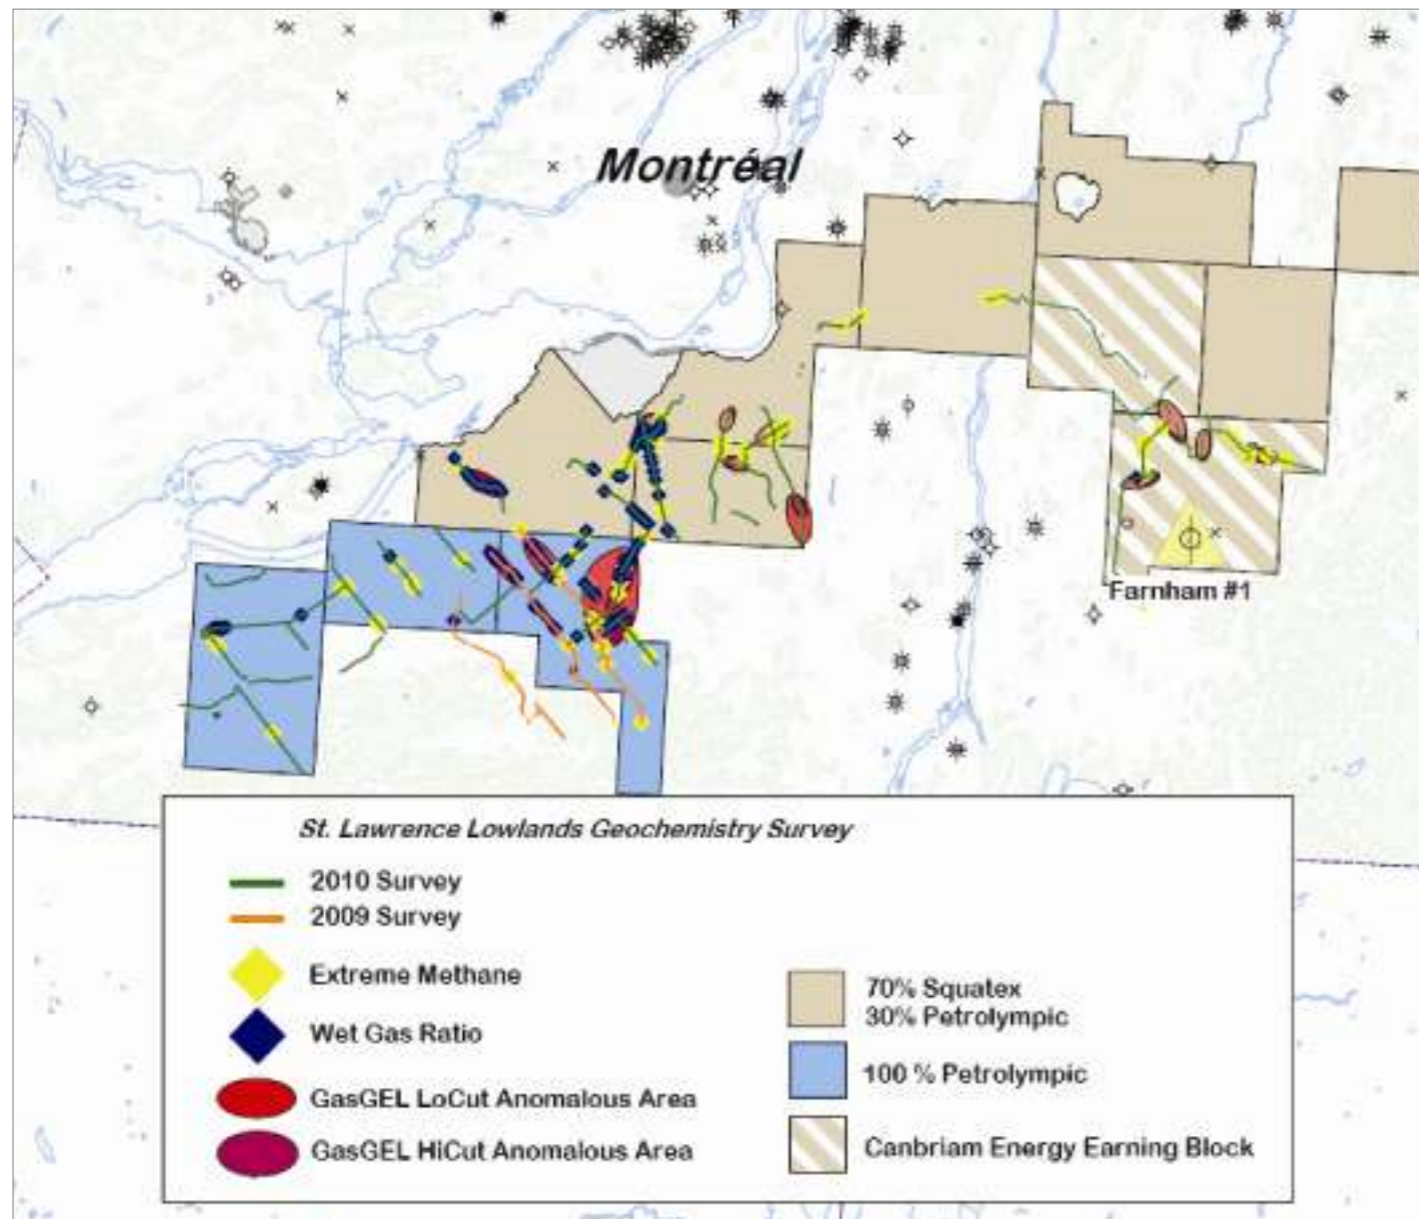 Montréal
Farnham #1
St. Lawrence Lowlands Geochemistry Survey
2010 Survey
2009 Survey
Extreme Methane
Wet Gas Ratio
GasGEL LoCut Anomalous Area
GasGEL HiCut Anomalous Area
70% Squatex
30% Petrolympic
100 % Petrolympic
Canbriam Energy Earning Block